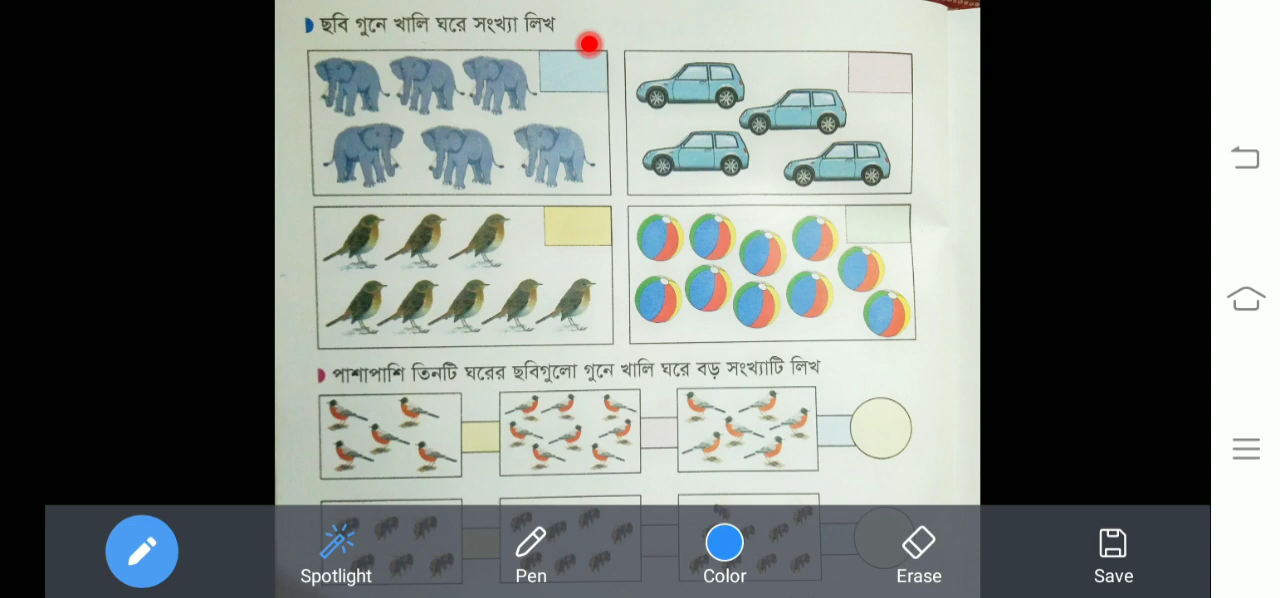 ছবি গুনে খালি ঘরে সংখ্যা লিখ
পাশাপাশি তিনটি ঘরের ছবিগুলো গুনে খালি ঘরে বড় সংখ্যাটি লিখ
Spotlight
Pen
Color
Erase
Save